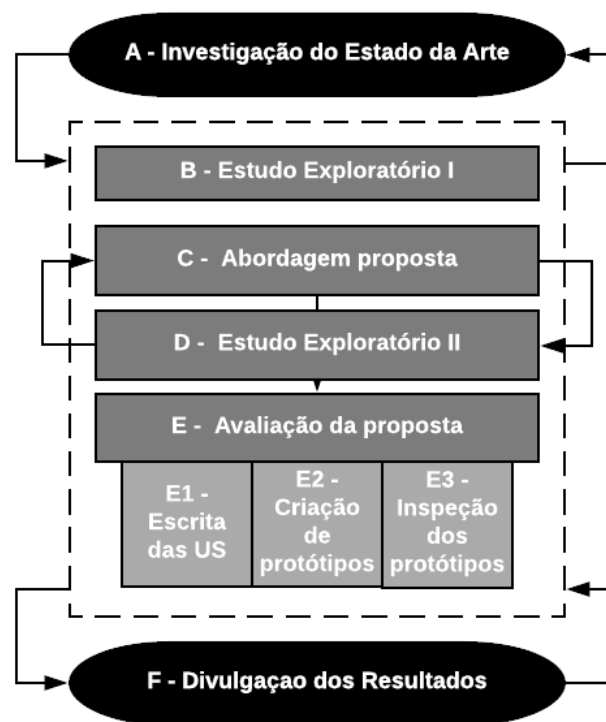 A - Investigação do Estado da Arte
B - Estudo Exploratório I
C -  Abordagem proposta
D -  Estudo Exploratório II
E -  Avaliação da proposta
E1 -
Escrita
das US
E2 -
Criação
de
protótipos
E3 -
Inspeção
dos
protótipos
F - Divulgaçao dos Resultados